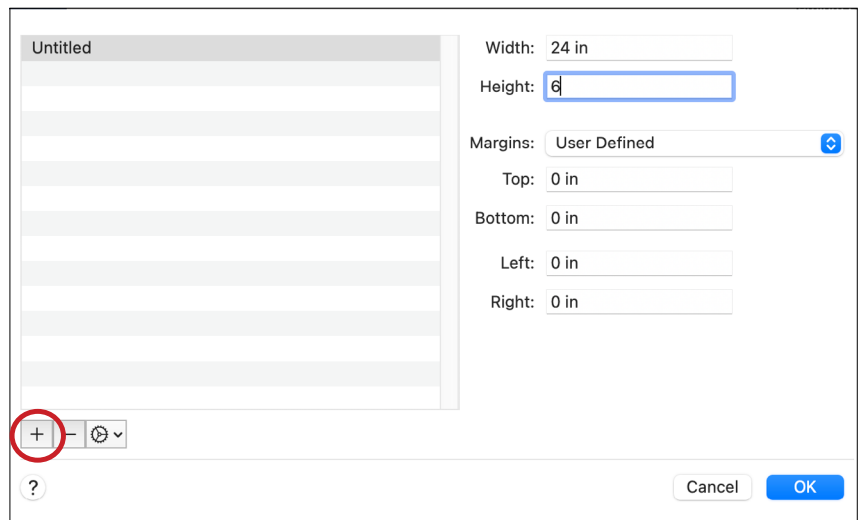 Untitled
Width: 24 in
Height: 6
Margins: User Defined
Top: 0 in
Bottom: 0 in
Left: 0 in
Right: 0 in
+ −
?
Cancel OK